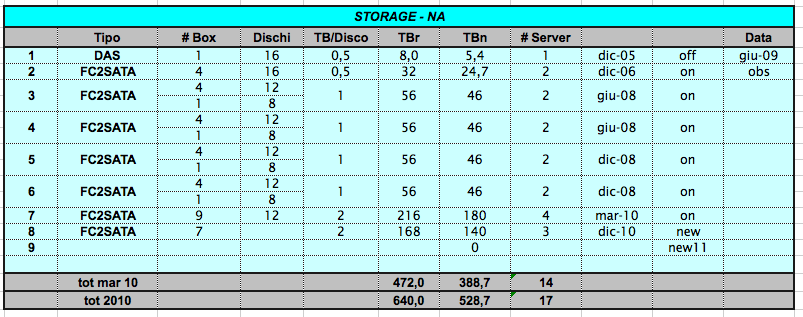 STORAGE - NA
Tipo # Box Dischi TB/Disco TBr TBn # Server Data
1 DAS 1 16 0,5 8,0 5,4 1 dic-05 off giu-09
2 FC2SATA 4 16 0,5 32 24,7 2 dic-06 on obs
3 FC2SATA 4 12 1 56 46 2 giu-08 on
1 8
4 FC2SATA 4 12 1 56 46 2 giu-08 on
1 8
5 FC2SATA 4 12 1 56 46 2 dic-08 on
1 8
6 FC2SATA 4 12 1 56 46 2 dic-08 on
1 8
7 FC2SATA 9 12 2 216 180 4 mar-10 on
8 FC2SATA 7 2 168 140 3 dic-10 new
9 0 new11
tot mar 10 472,0 388,7 14
tot 2010 640,0 528,7 17